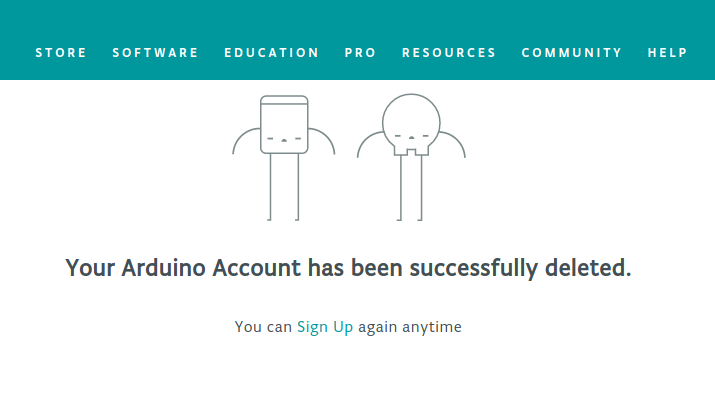 STORE SOFTWARE EDUCATION PRO RESOURCES COMMUNITY HELP
Your Arduino Account has been successfully deleted.
You can Sign Up again anytime